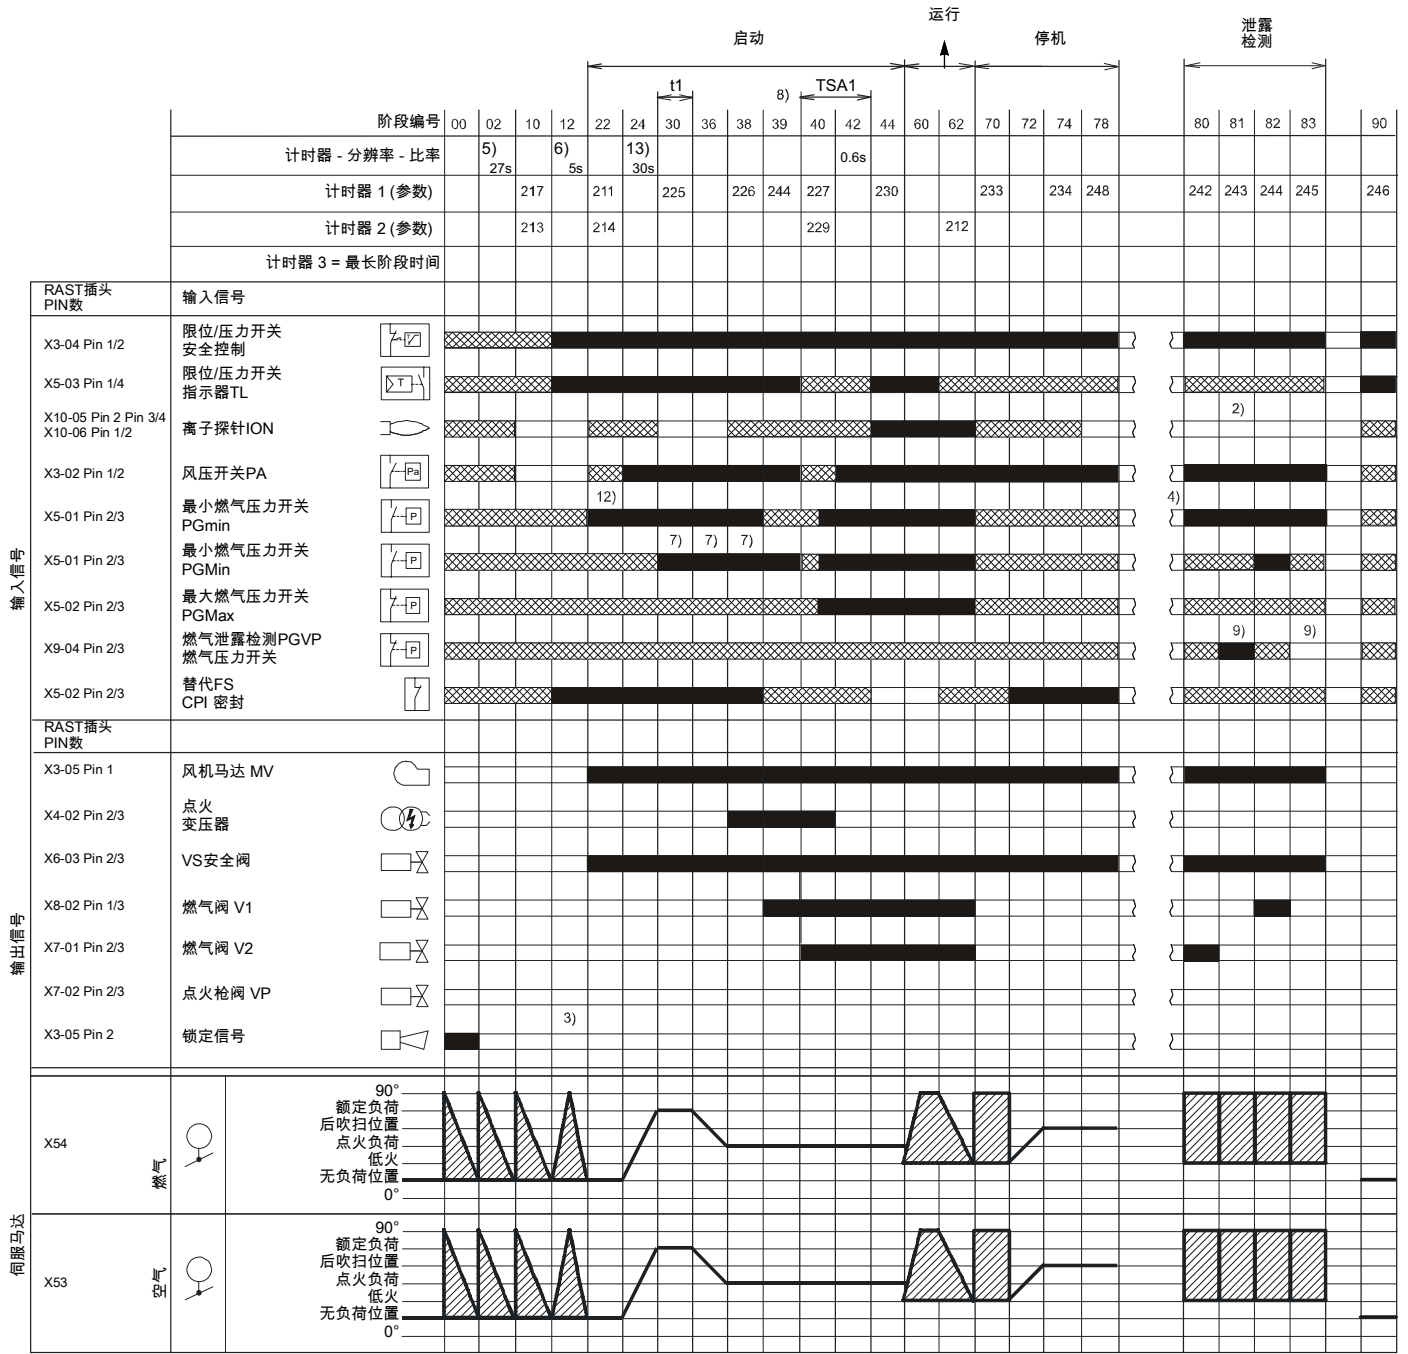 运行
启动
停机
泄露
检测
t1
8)
TSA1
阶段编号 00 02 10 12 22 24 30 36 38 39 40 42 44 60 62 70 72 74 78 80 81 82 83 90
计时器 - 分辨率 - 比率 5) 27s 6) 5s 13) 30s 0.6s
计时器 1 (参数) 217 211 225 226 244 227 230 233 234 248 242 243 244 245 246
计时器 2 (参数) 213 214 229 212
计时器 3 = 最长阶段时间
RAST插头
PIN数
输入信号
输入信号
X3-04 Pin 1/2
限位/压力开关
安全控制
X5-03 Pin 1/4
限位/压力开关
指示器TL
T
2)
X10-05 Pin 2 Pin 3/4
X10-06 Pin 1/2
离子探针ION
X3-02 Pin 1/2
风压开关PA
Pa
12)
4)
X5-01 Pin 2/3
最小燃气压力开关
PGmin
P
7) 7) 7)
X5-01 Pin 2/3
最小燃气压力开关
PGMin
P
X5-02 Pin 2/3
最大燃气压力开关
PGMax
P
9) 9)
X9-04 Pin 2/3
燃气泄露检测PGVP
燃气压力开关
P
X5-02 Pin 2/3
替代FS
CPI 密封
RAST插头
PIN数
输出信号
X3-05 Pin 1
风机马达 MV
X4-02 Pin 2/3
点火
变压器
X6-03 Pin 2/3
VS安全阀
X8-02 Pin 1/3
燃气阀 V1
X7-01 Pin 2/3
燃气阀 V2
X7-02 Pin 2/3
点火枪阀 VP
3)
X3-05 Pin 2
锁定信号
伺服马达
X54
燃气
90°
额定负荷
后吹扫位置
点火负荷
低火
无负荷位置
0°
X53
空气
90°
额定负荷
后吹扫位置
点火负荷
低火
无负荷位置
0°